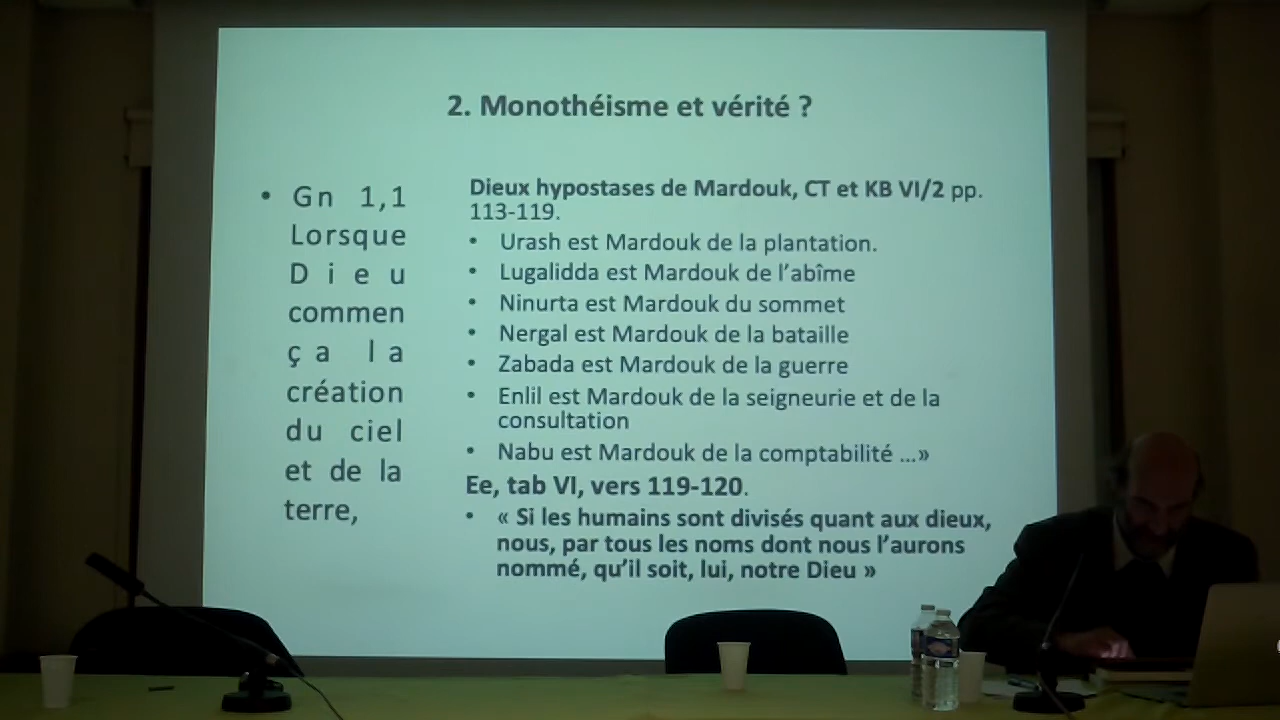 2. Monothéisme et vérité ?
• Gn 1,1
Lorsque
Dieu
commen
ça la
création
du ciel
et de la
terre,
Dieux hypostases de Mardouk, CT et KB VI/2 pp.
113-119.
• Urash est Mardouk de la plantation.
• Lugalidda est Mardouk de l’abîme
• Ninurta est Mardouk du sommet
• Nergal est Mardouk de la bataille
• Zabada est Mardouk de la guerre
• Enlil est Mardouk de la seigneurie et de la
consultation
• Nabu est Mardouk de la comptabilité ...»
Ee, tab VI, vers 119-120.
• « Si les humains sont divisés quant aux dieux,
nous, par tous les noms dont nous l’aurons
nommé, qu’il soit, lui, notre Dieu »